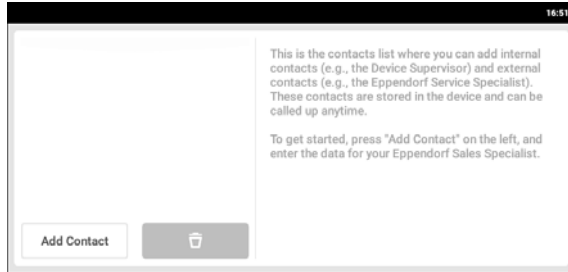 16:51
This is the contacts list where you can add internal
contacts (e.g., the Device Supervisor) and external
contacts (e.g., the Eppendorf Service Specialist).
These contacts are stored in the device and can be
called up anytime.
To get started, press "Add Contact" on the left, and
enter the data for your Eppendorf Sales Specialist.
Add Contact